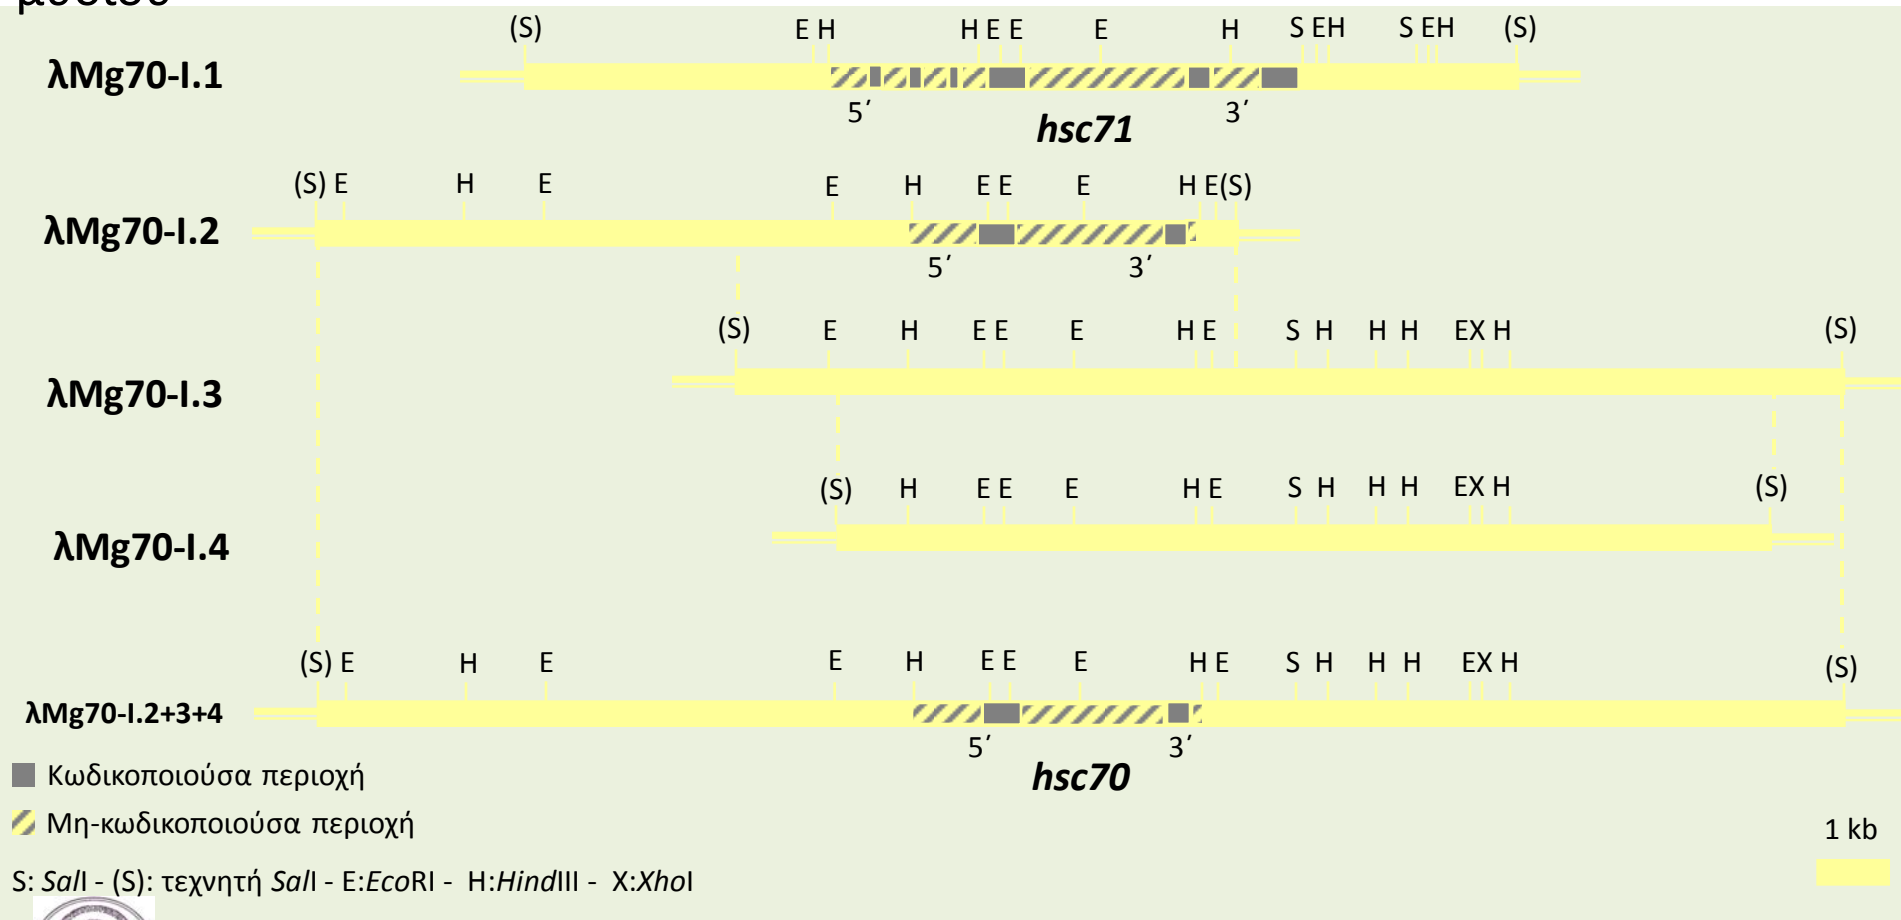 (S) E H H E E E H S EH S EH (S)
λMg70-I.1
5′ 3′
hsc71
(S) E H E E H E E E H E(S)
λMg70-I.2
5′ 3′
(S) E H E E E H E S H H H EX H (S)
λMg70-I.3
(S) H E E E H E S H H H EX H (S)
λMg70-I.4
(S) E H E E H E E E H E S H H H EX H (S)
λMg70-I.2+3+4
5′ 3′
hsc70
Κωδικοποιούσα περιοχή
Μη-κωδικοποιούσα περιοχή
1 kb
S: SalI - (S): τεχνητή SalI - E:EcoRI - H:HindIII - X:XhoI